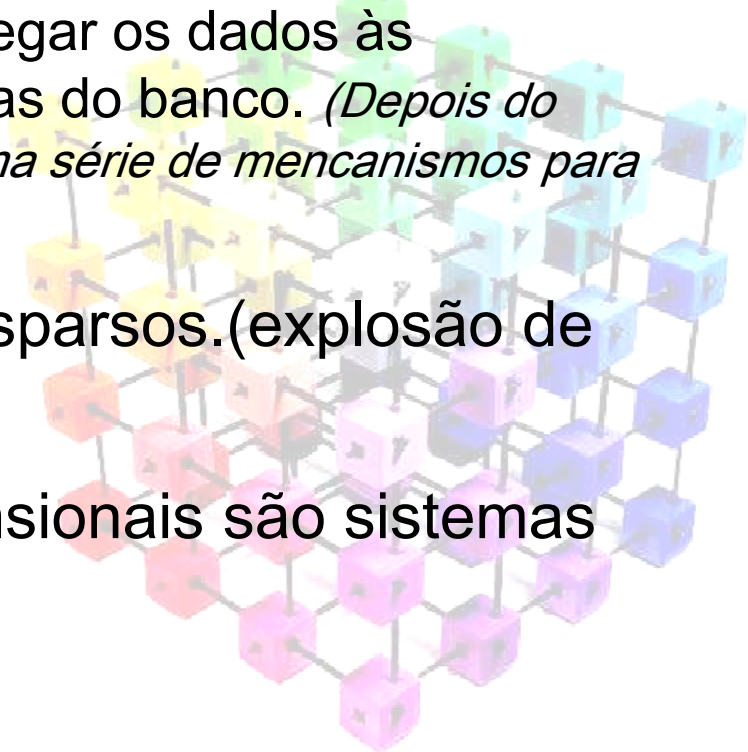 egar os dados às
as do banco. (Depois do
na série de mencanismos para
sparsos.(explosão de
nsionais são sistemas